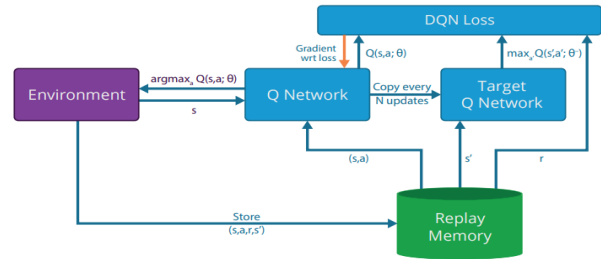 DQN Loss
Gradient
wrt loss
Q(s,a; θ)
maxₐ′Q(s′,a′; θ⁻)
argmaxₐ Q(s,a; θ)
Environment
s
Q Network
Copy every
N updates
Target
Q Network
(s,a)
s′
r
Store
(s,a,r,s′)
Replay
Memory